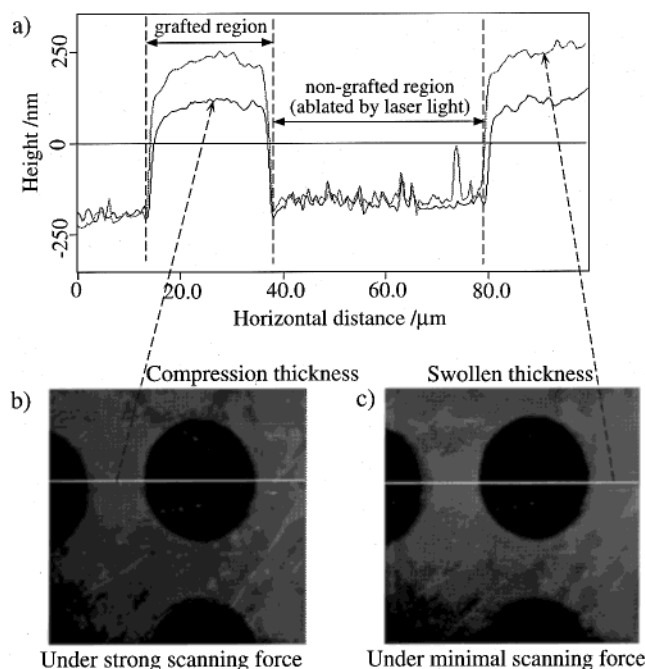 a)
grafted region
non-grafted region
(ablated by laser light)
Height /nm
250
0
-250
0 20.0 40.0 60.0 80.0
Horizontal distance /μm
Compression thickness
Swollen thickness
b)
c)
Under strong scanning force
Under minimal scanning force